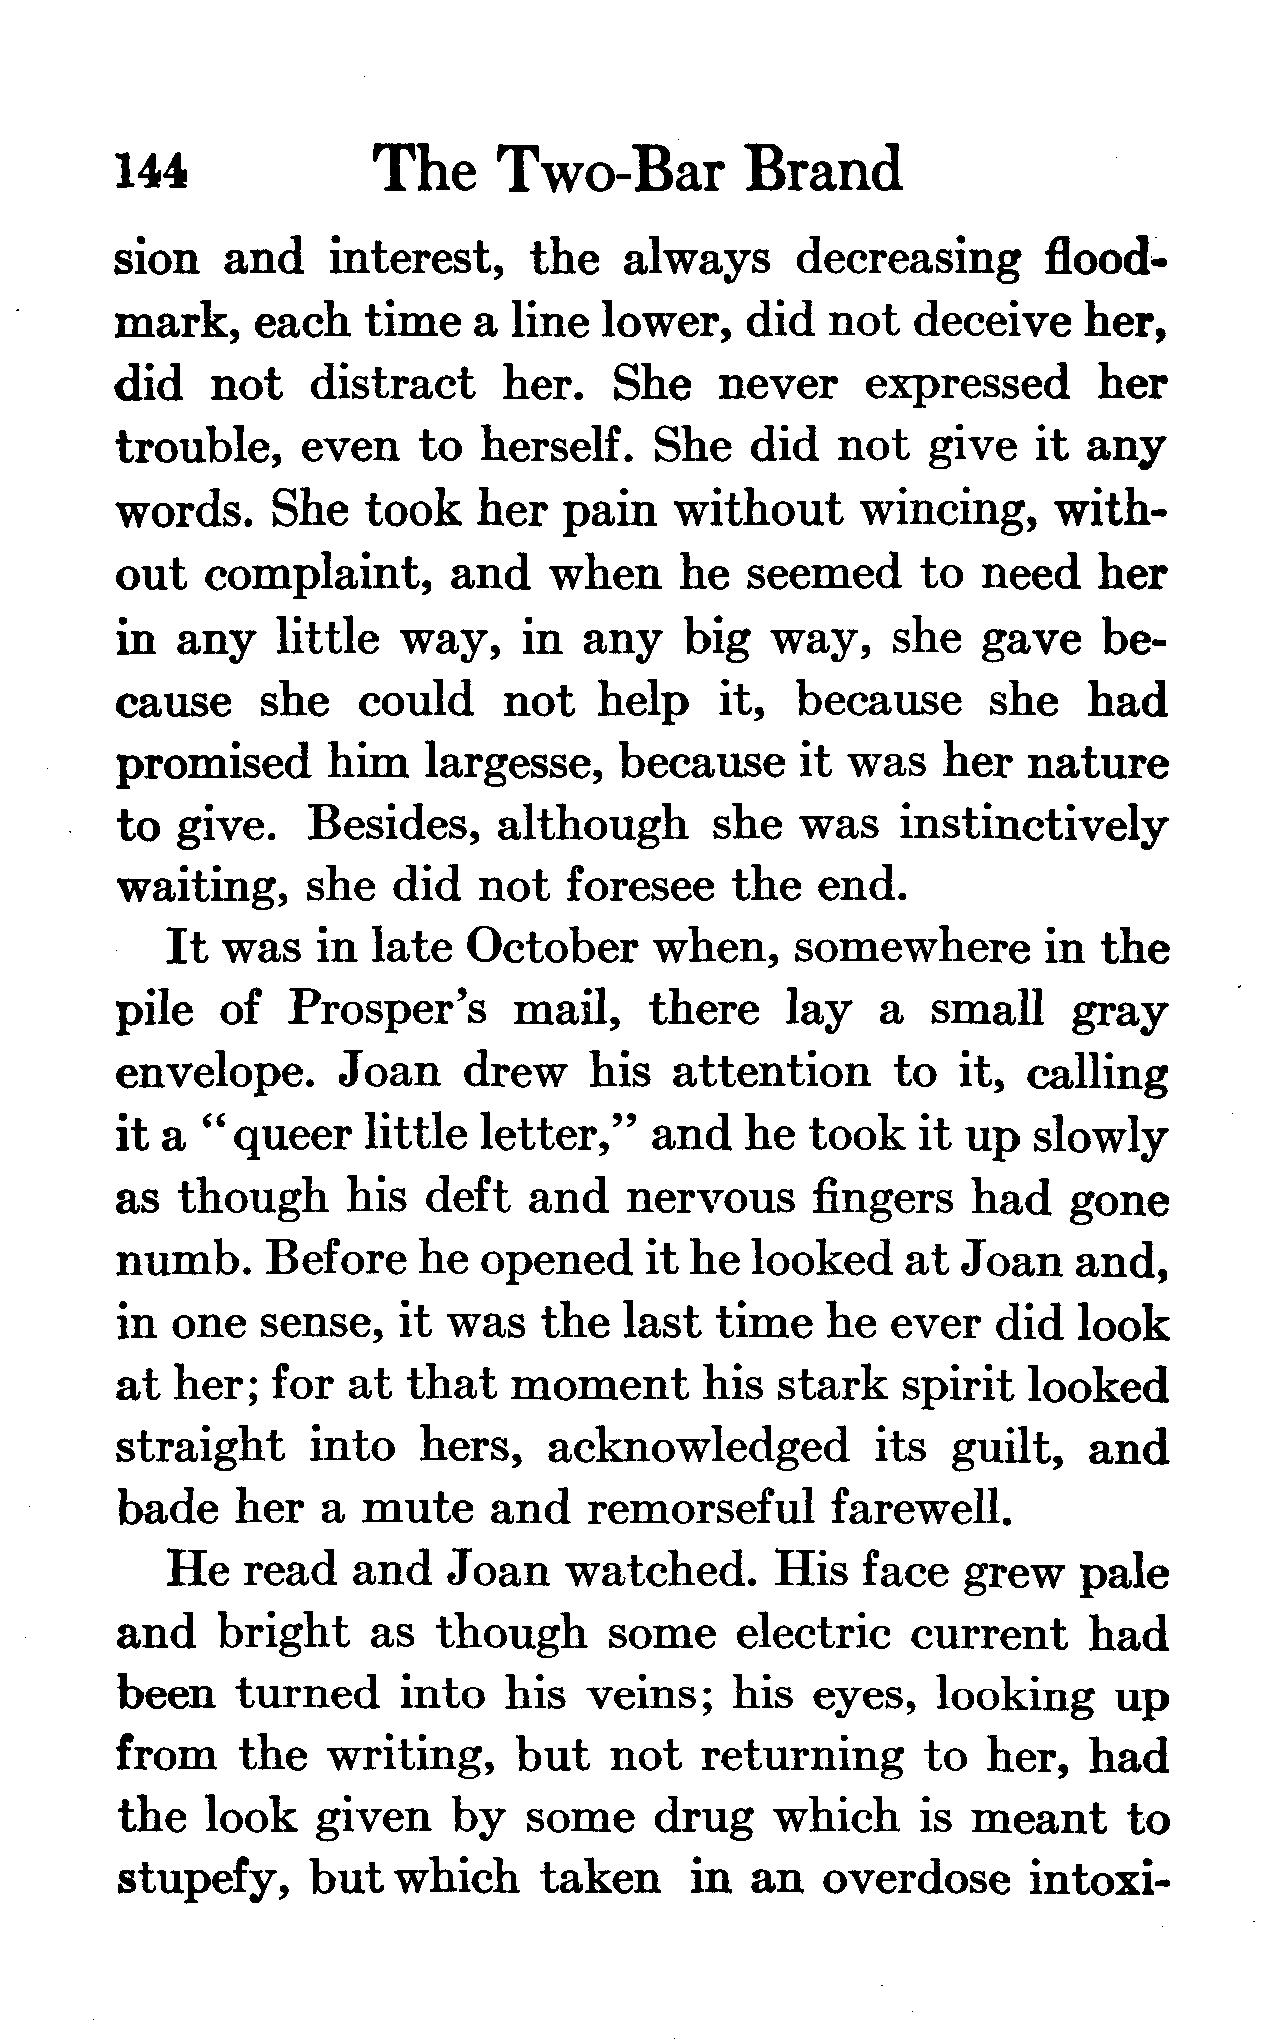 144 The Two-Bar Brand
sion and interest, the always decreasing flood-
mark, each time a line lower, did not deceive her,
did not distract her. She never expressed her
trouble, even to herself. She did not give it any
words. She took her pain without wincing, with-
out complaint, and when he seemed to need her
in any little way, in any big way, she gave be-
cause she could not help it, because she had
promised him largesse, because it was her nature
to give. Besides, although she was instinctively
waiting, she did not foresee the end.
It was in late October when, somewhere in the
pile of Prosper's mail, there lay a small gray
envelope. Joan drew his attention to it, calling
it a "queer little letter," and he took it up slowly
as though his deft and nervous fingers had gone
numb. Before he opened it he looked at Joan and,
in one sense, it was the last time he ever did look
at her; for at that moment his stark spirit looked
straight into hers, acknowledged its guilt, and
bade her a mute and remorseful farewell.
He read and Joan watched. His face grew pale
and bright as though some electric current had
been turned into his veins; his eyes, looking up
from the writing, but not returning to her, had
the look given by some drug which is meant to
stupefy, but which taken in an overdose intoxi-